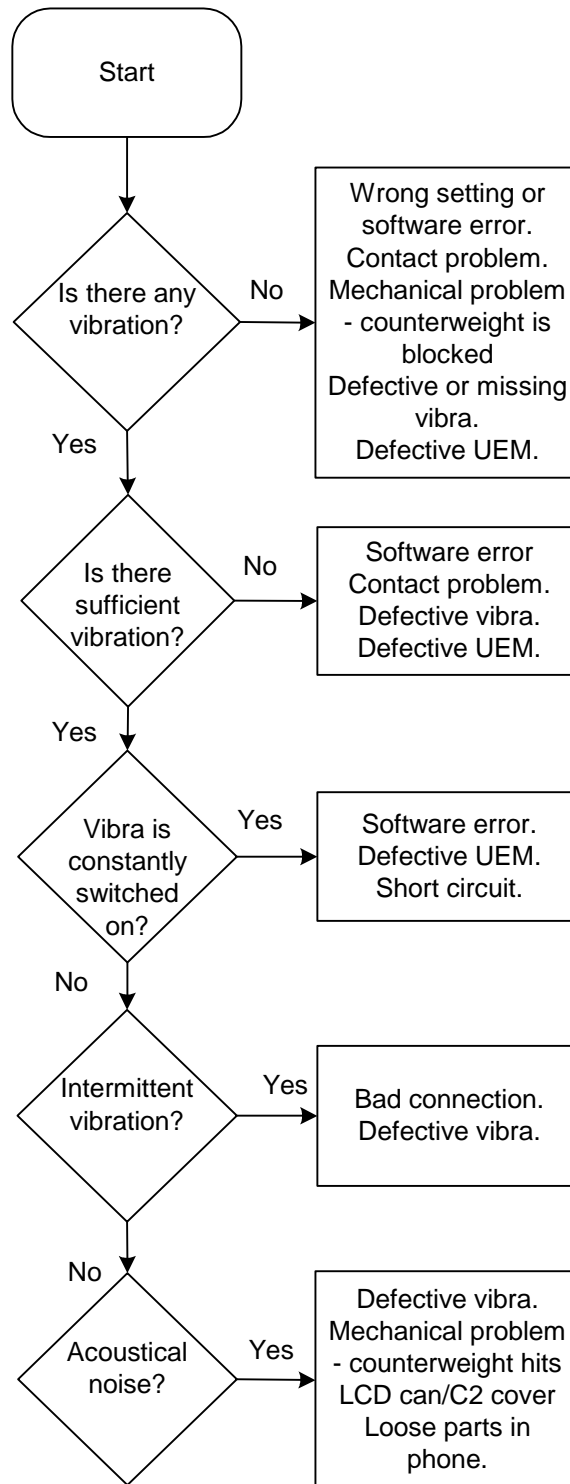 Start
Is there any
vibration?
No
Wrong setting or
software error.
Contact problem.
Mechanical problem
- counterweight is
blocked
Defective or missing
vibra.
Defective UEM.
Yes
Is there
sufficient
vibration?
No
Software error
Contact problem.
Defective vibra.
Defective UEM.
Yes
Vibra is
constantly
switched
on?
Yes
Software error.
Defective UEM.
Short circuit.
No
Intermittent
vibration?
Yes
Bad connection.
Defective vibra.
No
Acoustical
noise?
Yes
Defective vibra.
Mechanical problem
- counterweight hits
LCD can/C2 cover
Loose parts in
phone.